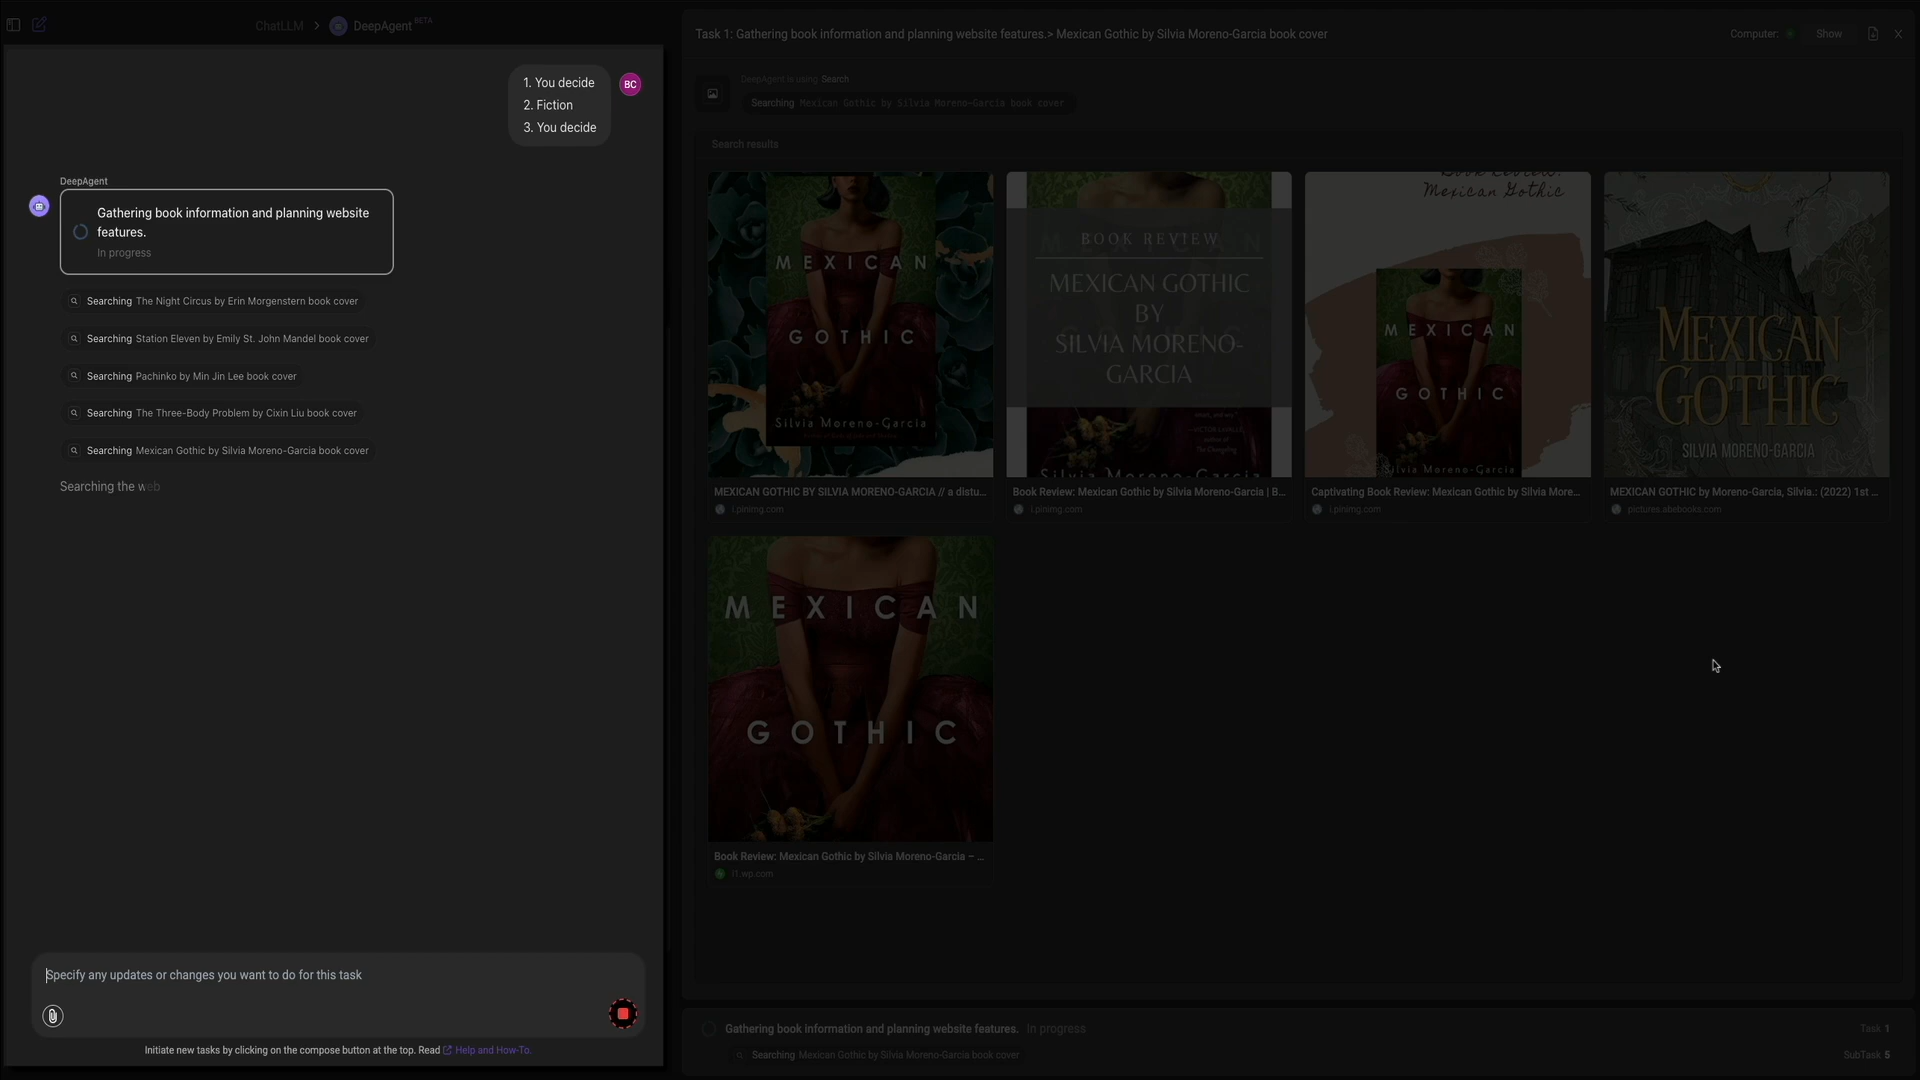 ChatLLM > DeepAgent BETA
1. You decide
2. Fiction
3. You decide
BC
DeepAgent
Gathering book information and planning website
features.
In progress
Searching The Night Circus by Erin Morgenstern book cover
Searching Station Eleven by Emily St. John Mandel book cover
Searching Pachinko by Min Jin Lee book cover
Searching The Three-Body Problem by Cixin Liu book cover
Searching Mexican Gothic by Silvia Moreno-Garcia book cover
Searching the web
Specify any updates or changes you want to do for this task
Initiate new tasks by clicking on the compose button at the top. Read Help and How-To.
Task 1: Gathering book information and planning website features.> Mexican Gothic by Silvia Moreno-Garcia book cover
Computer: Show X
DeepAgent is using Search
Searching Mexican Gothic by Silvia Moreno-Garcia book cover
Search results
MEXICAN
GOTHIC
Silvia Moreno-Garcia
MEXICAN GOTHIC BY SILVIA MORENO-GARCIA // a distu...
i.pinimg.com
BOOK REVIEW
MEXICAN GOTHIC
BY
SILVIA MORENO-
GARCIA
Silvia Moreno-Garcia
Book Review: Mexican Gothic by Silvia Moreno-Garcia | B...
i.pinimg.com
Book Review:
Mexican Gothic
MEXICAN
GOTHIC
Silvia Moreno-Garcia
Captivating Book Review: Mexican Gothic by Silvia More...
i.pinimg.com
MEXICAN
GOTHIC
SILVIA MORENO-GARCIA
MEXICAN GOTHIC by Moreno-Garcia, Silvia.: (2022) 1st ...
pictures.abebooks.com
MEXICAN
GOTHIC
Book Review: Mexican Gothic by Silvia Moreno-Garcia – ...
i1.wp.com
Gathering book information and planning website features. In progress
Task 1
Searching Mexican Gothic by Silvia Moreno-Garcia book cover
SubTask 5